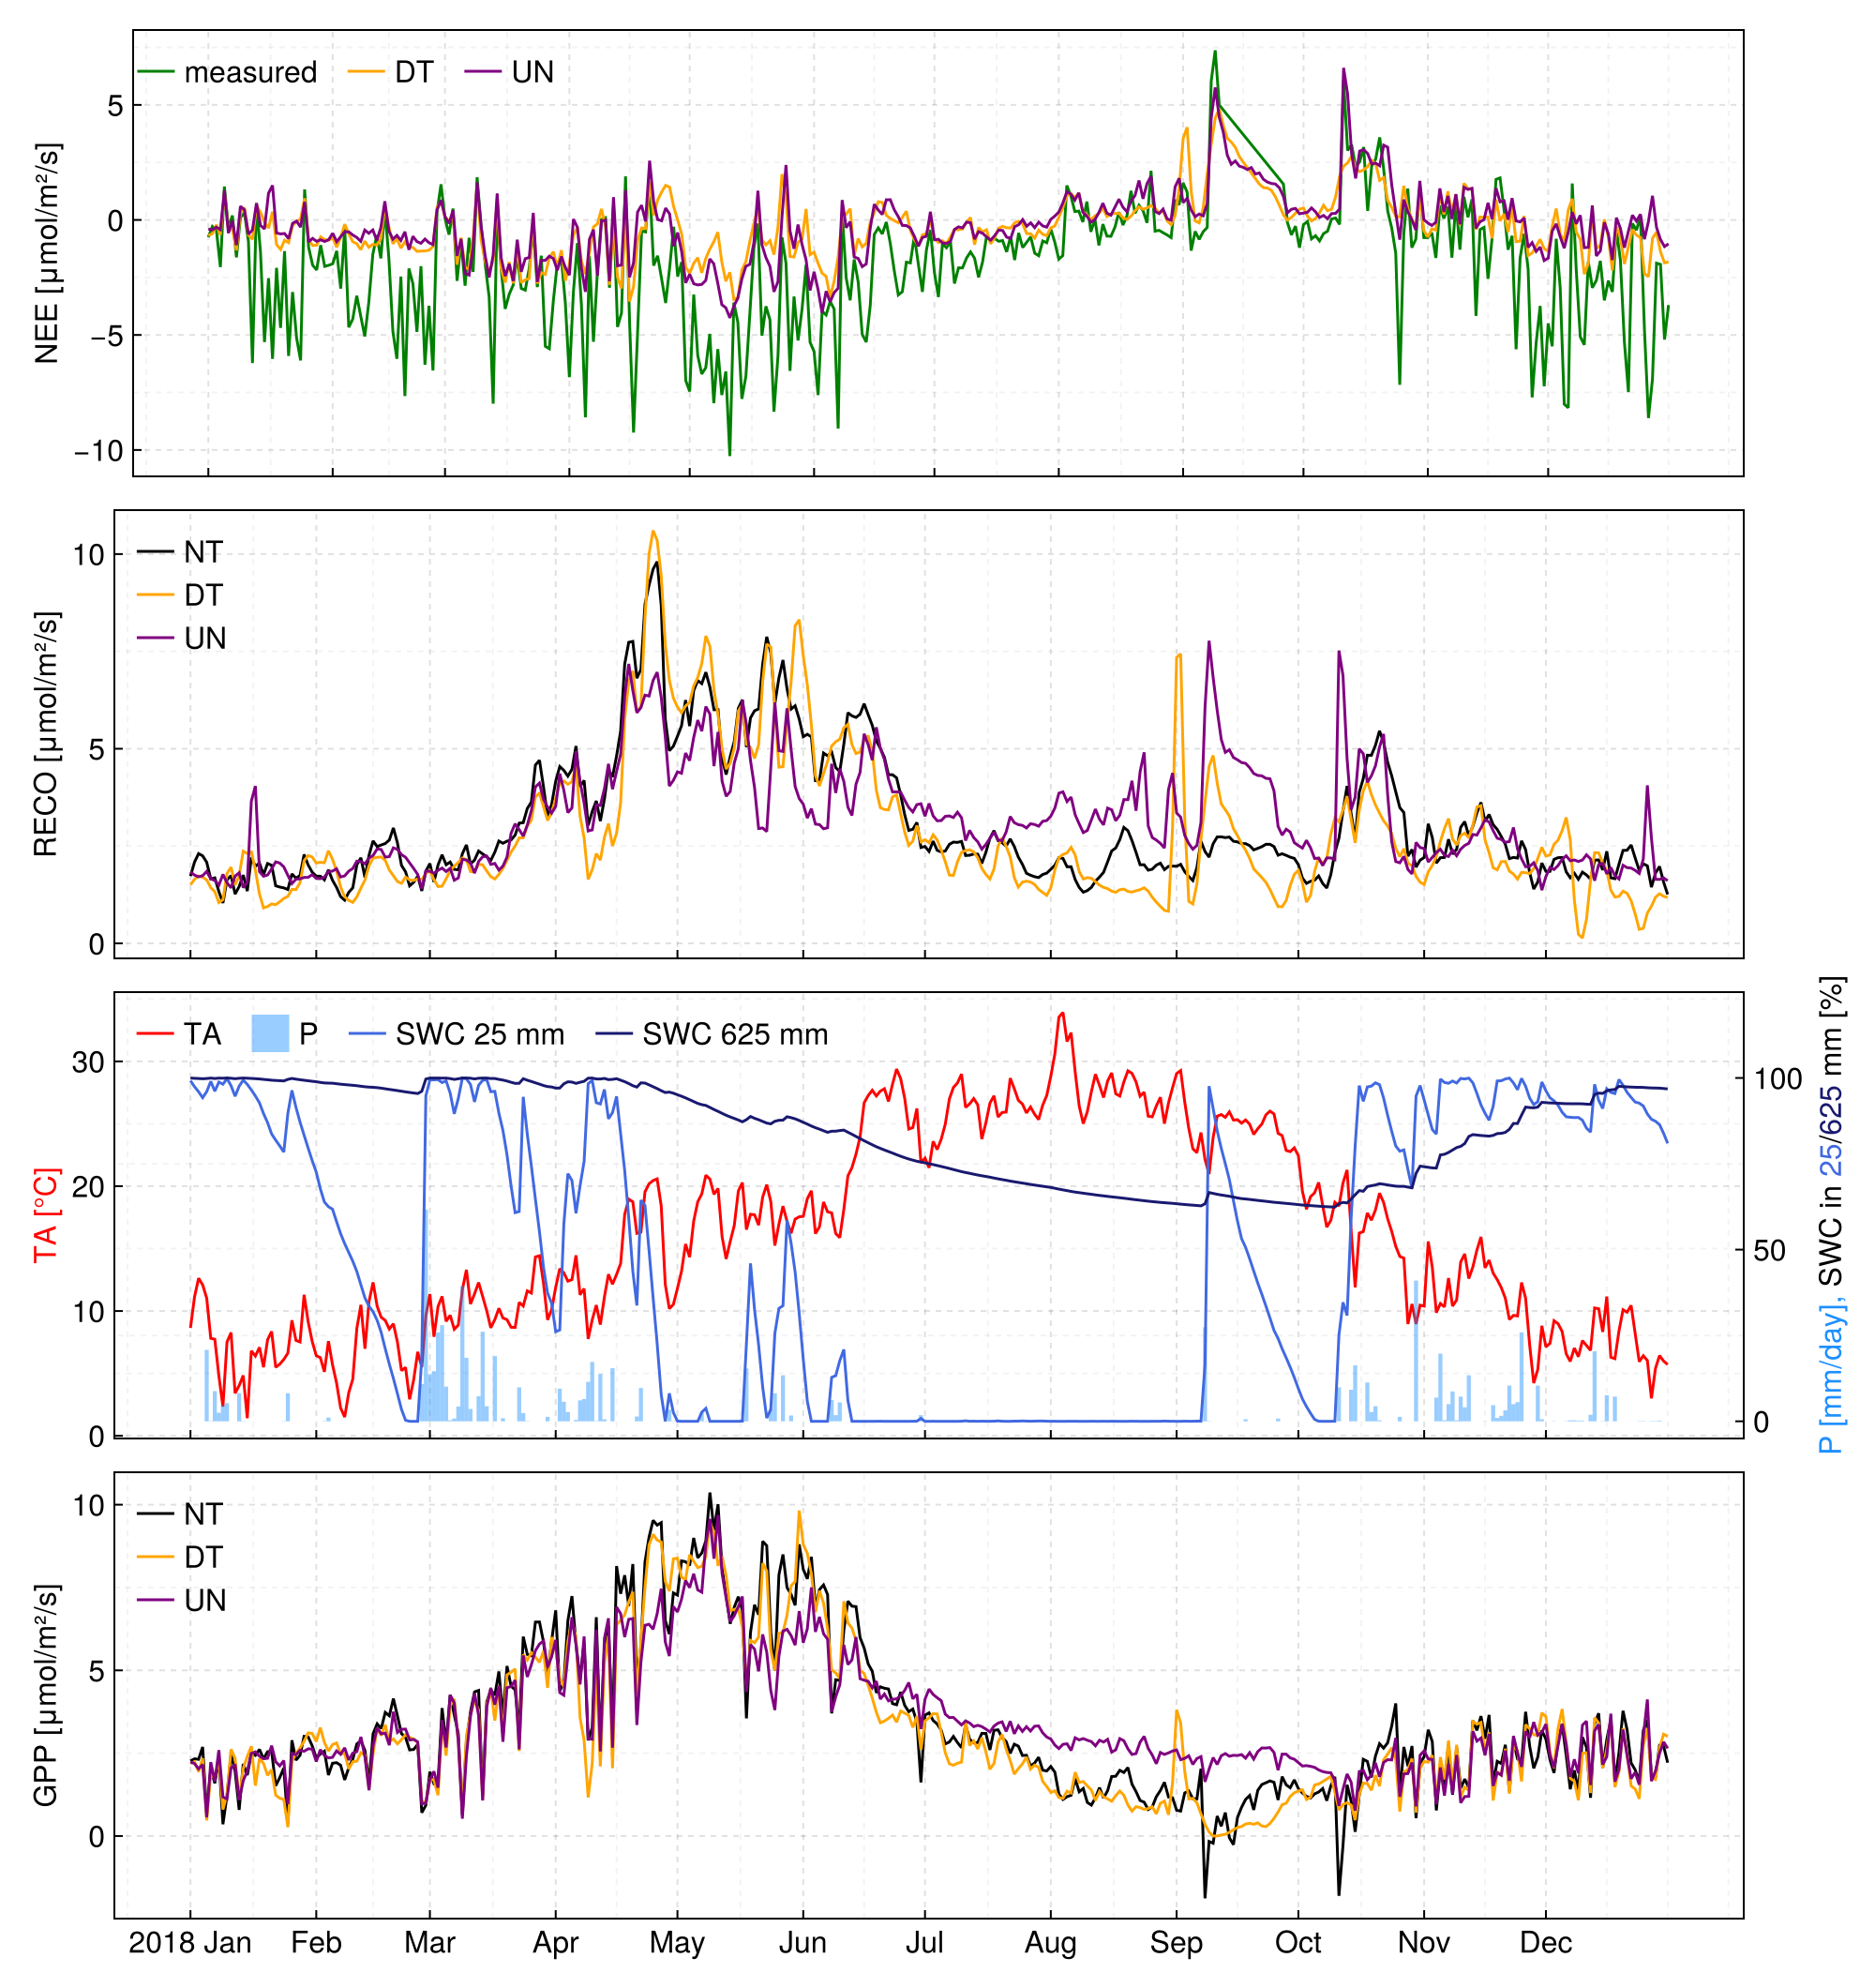 measured DT UN
5
0
−5
−10
NEE [μmol/m²/s]
NT
DT
UN
10
5
0
RECO [μmol/m²/s]
TA P SWC 25 mm SWC 625 mm
30
20
10
0
TA [°C]
100
50
0
P [mm/day], SWC in 25/625 mm [%]
NT
DT
UN
10
5
0
GPP [μmol/m²/s]
2018 Jan Feb Mar Apr May Jun Jul Aug Sep Oct Nov Dec